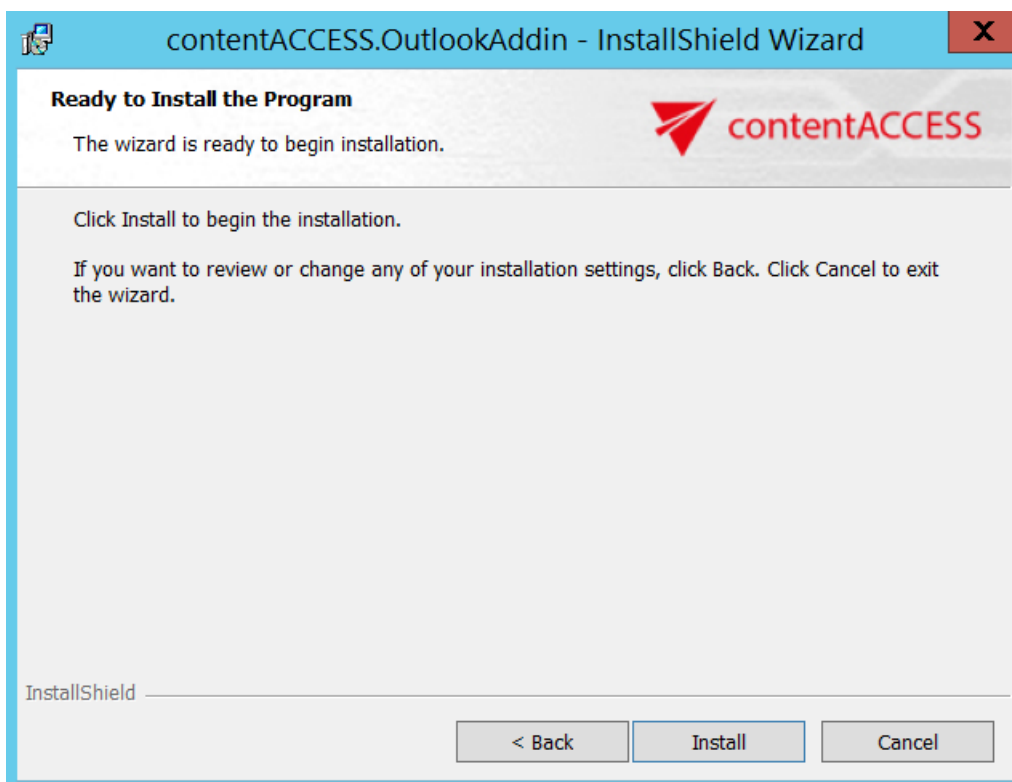 contentACCESS.OutlookAddin - InstallShield Wizard
X
Ready to Install the Program
The wizard is ready to begin installation.
contentACCESS
Click Install to begin the installation.
If you want to review or change any of your installation settings, click Back. Click Cancel to exit
the wizard.
InstallShield
< Back
Install
Cancel